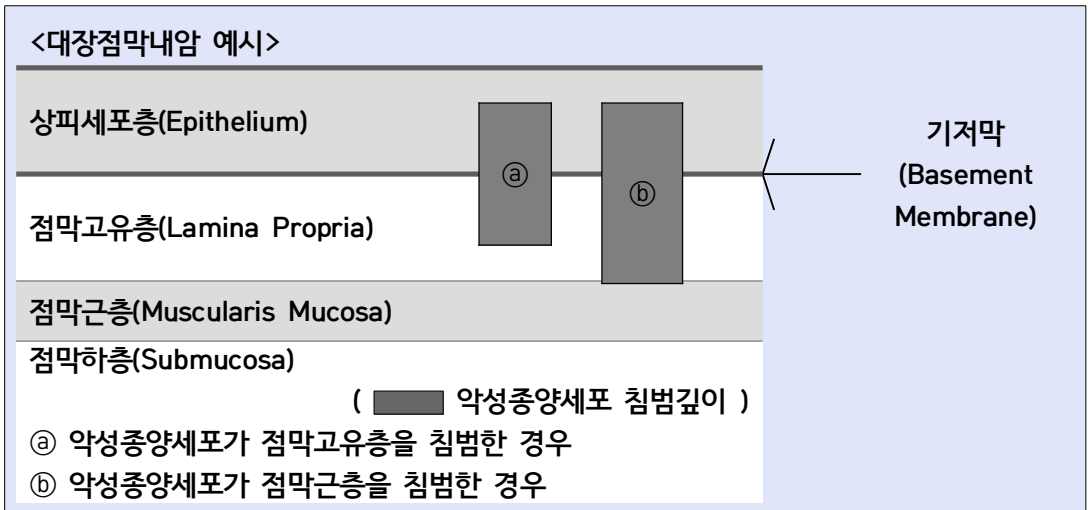 <대장점막내암 예시>
상피세포층(Epithelium)
ⓐ
ⓑ
기저막
(Basement
Membrane)
점막고유층(Lamina Propria)
점막근층(Muscularis Mucosa)
점막하층(Submucosa)
( 악성종양세포 침범깊이 )
ⓐ 악성종양세포가 점막고유층을 침범한 경우
ⓑ 악성종양세포가 점막근층을 침범한 경우